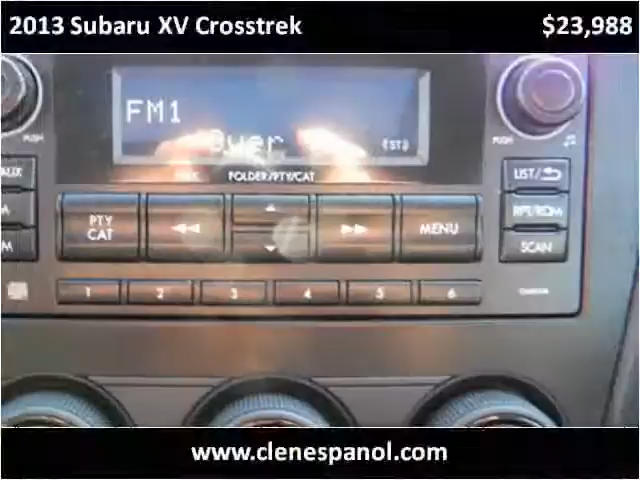 2013 Subaru XV Crosstrek $23,988
FM1
(ST)
PUSH PUSH
FOLDER/PTY/CAT
AUX LIST/
PTY CAT MENU
RPT/RDM
M SCAN
1 2 3 4 5 6
www.clenespanol.com